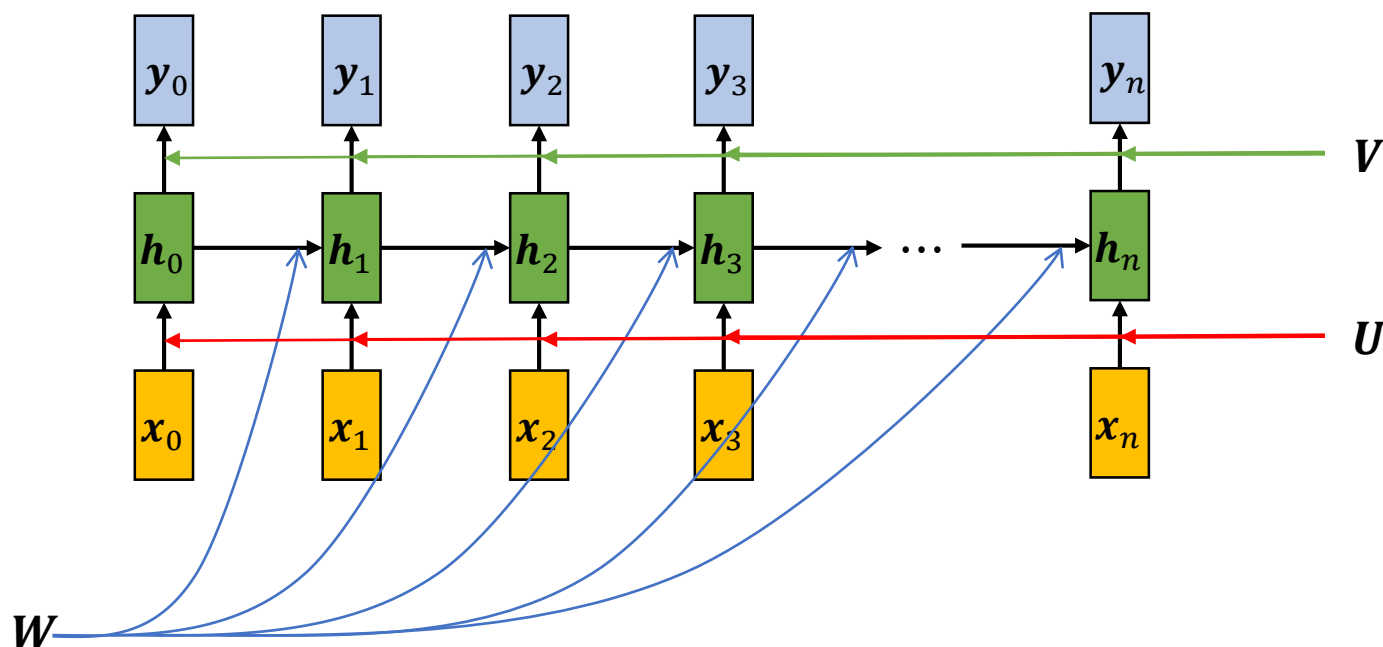 y₀ y₁ y₂ y₃ yₙ
V
h₀ h₁ h₂ h₃ ⋯ hₙ
U
x₀ x₁ x₂ x₃ xₙ
W